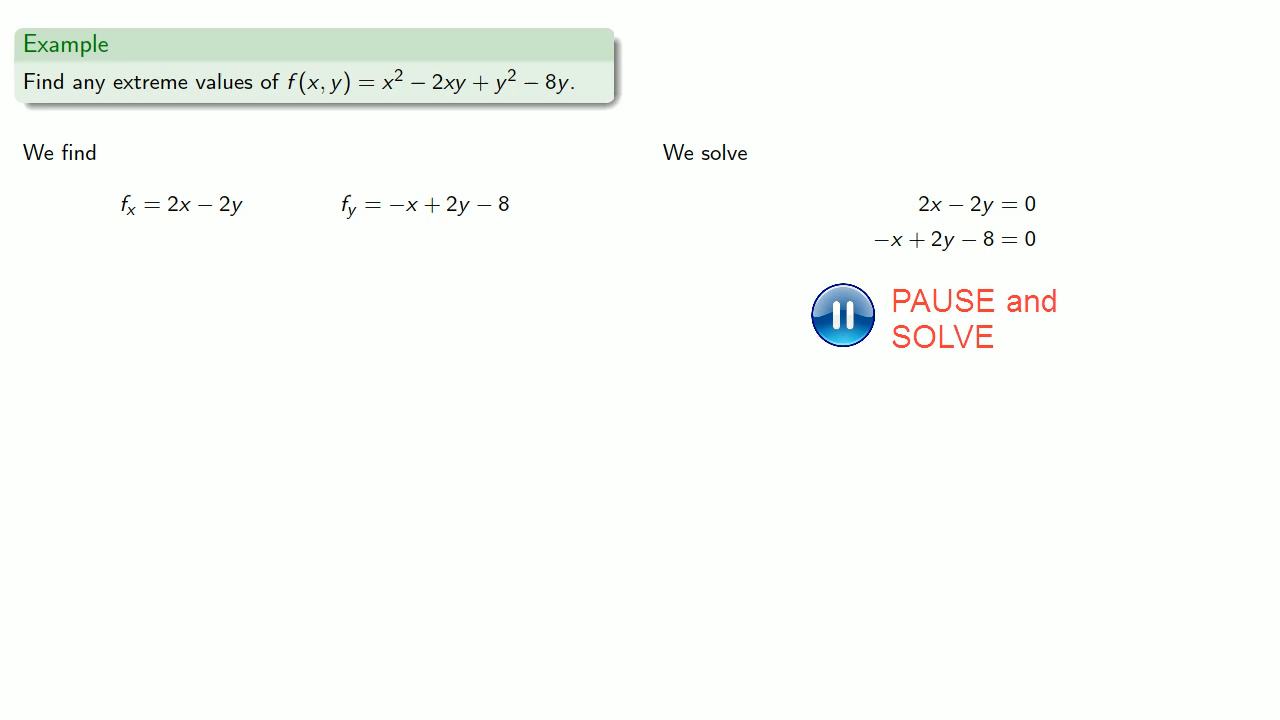 Example
Find any extreme values of f(x, y) = x² − 2xy + y² − 8y.
We find
fₓ = 2x − 2y    f_y = −x + 2y − 8
We solve
2x − 2y = 0
−x + 2y − 8 = 0
PAUSE and
SOLVE